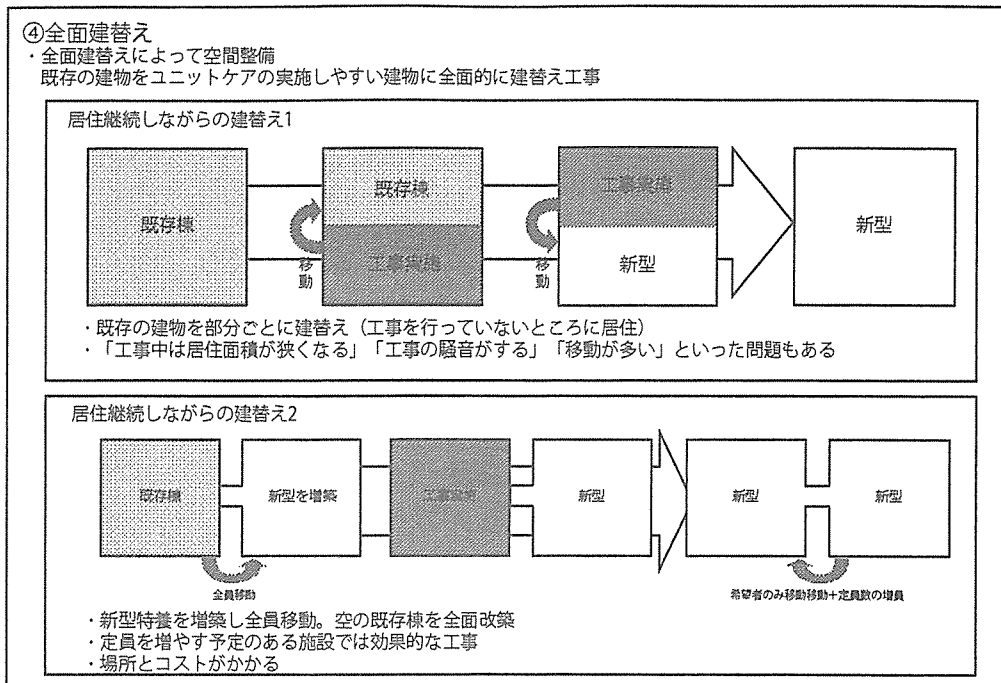 ④全面建替え
・全面建替えによって空間整備
既存の建物をユニットケアの実施しやすい建物に全面的に建替え工事
居住継続しながらの建替え1
既存棟
既存棟
工事実施
移動
工事実施
新型
移動
新型
・既存の建物を部分ごとに建替え（工事を行っていないところに居住）
・「工事中は居住面積が狭くなる」「工事の騒音がする」「移動が多い」といった問題もある
居住継続しながらの建替え2
既存棟
新型を増築
工事実施
新型
新型
新型
全員移動
希望者のみ移動移動＋定員数の増員
・新型特養を増築し全員移動。空の既存棟を全面改築
・定員を増やす予定のある施設では効果的な工事
・場所とコストがかかる